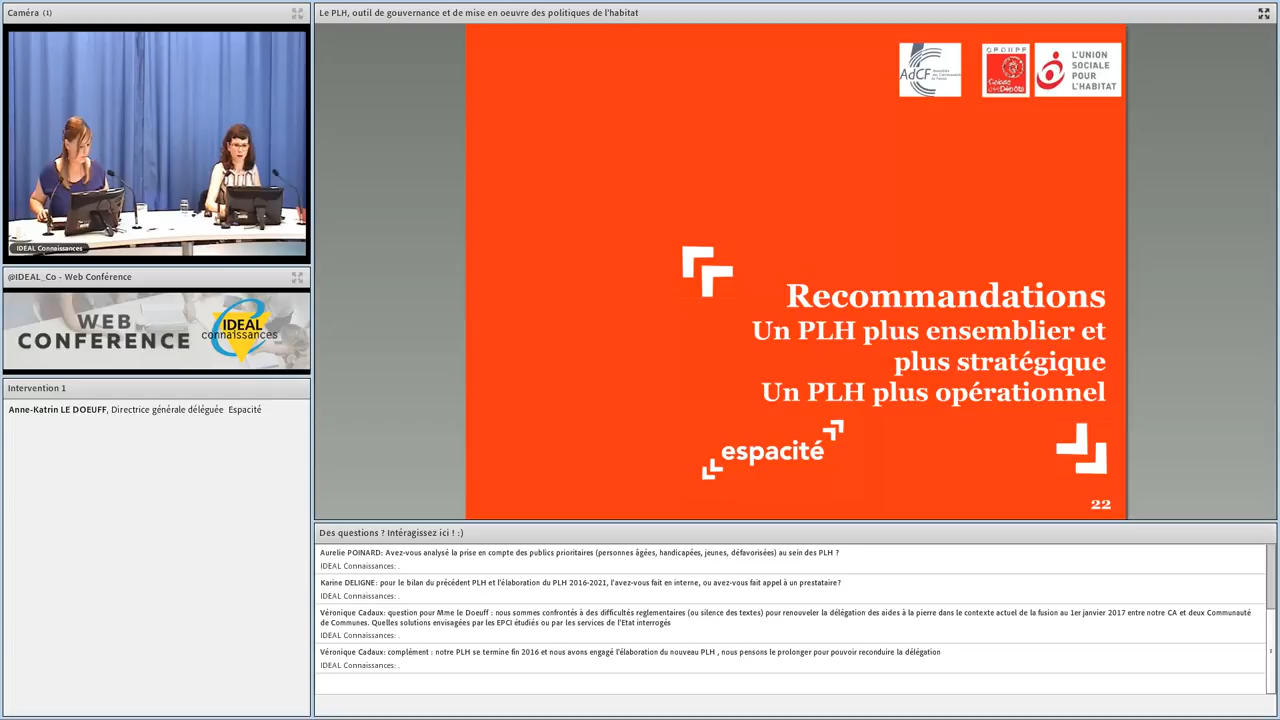 Caméra (1)
IDEAL Connaissances
@IDEAL_Co - Web Conférence
WEB
CONFERENCE
IDEAL
connaissances
Intervention 1
Anne-Katrin LE DOEUFF, Directrice générale déléguée Espacité
Le PLH, outil de gouvernance et de mise en oeuvre des politiques de l'habitat
AdCF
GROUPE
Caisse
des Dépôts
L'UNION
SOCIALE
POUR
L'HABITAT
Recommandations
Un PLH plus ensemblier et
plus stratégique
Un PLH plus opérationnel
espacité
22
Des questions ? Intéragissez ici ! :)
Aurelie POINARD: Avez-vous analysé la prise en compte des publics prioritaires (personnes âgées, handicapées, jeunes, défavorisées) au sein des PLH ?
IDEAL Connaissances: .
Karine DELIGNE: pour le bilan du précédent PLH et l'élaboration du PLH 2016-2021, l'avez-vous fait en interne, ou avez-vous fait appel à un prestataire?
IDEAL Connaissances: .
Véronique Cadaux: question pour Mme le Doeuff : nous sommes confrontés à des difficultés reglementaires (ou silence des textes) pour renouveler la délégation des aides à la pierre dans le contexte actuel de la fusion au 1er janvier 2017 entre notre CA et deux Communauté
de Communes. Quelles solutions envisagées par les EPCI étudiés ou par les services de l'Etat interrogés
IDEAL Connaissances: .
Véronique Cadaux: complément : notre PLH se termine fin 2016 et nous avons engagé l'élaboration du nouveau PLH , nous pensons le prolonger pour pouvoir reconduire la délégation
IDEAL Connaissances: .